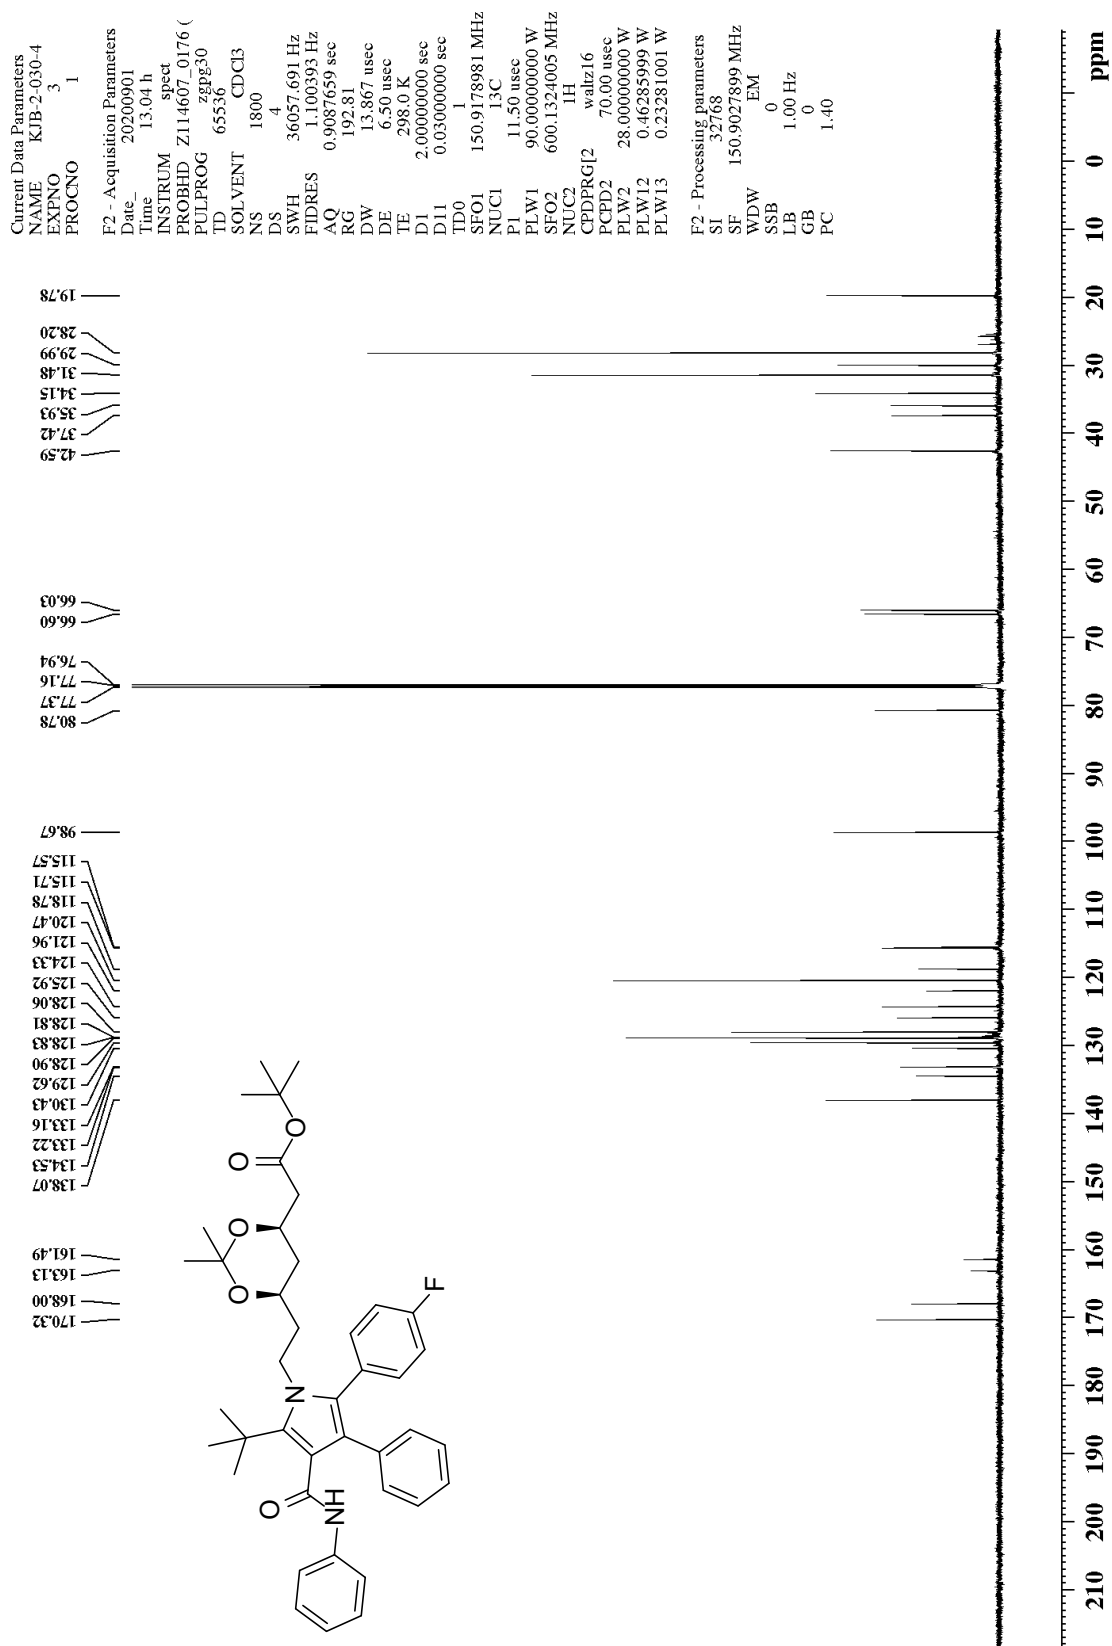 Current Data Parameters
NAME KJB-2-030-4
EXPNO 3
PROCNO 1
F2 - Acquisition Parameters
Date_ 20200901
Time 13.04 h
INSTRUM spect
PROBHD Z114607_0176 (
PULPROG zgpg30
TD 65536
SOLVENT CDCl3
NS 1800
DS 4
SWH 36057.691 Hz
FIDRES 1.100393 Hz
AQ 0.9087659 sec
RG 192.81
DW 13.867 usec
DE 6.50 usec
TE 298.0 K
D1 2.00000000 sec
D11 0.03000000 sec
TD0 1
SFO1 150.9178981 MHz
NUC1 13C
P1 11.50 usec
PLW1 90.00000000 W
SFO2 600.1324005 MHz
NUC2 1H
CPDPRG[2 waltz16
PCPD2 70.00 usec
PLW2 28.00000000 W
PLW12 0.46285999 W
PLW13 0.23281001 W
F2 - Processing parameters
SI 32768
SF 150.9027899 MHz
WDW EM
SSB 0
LB 1.00 Hz
GB 0
PC 1.40
170.32
168.00
163.13
161.49
138.07
134.53
133.22
133.16
130.43
129.62
128.90
128.83
128.81
128.06
125.92
124.33
121.96
120.47
118.78
115.71
115.57
98.67
80.78
77.37
77.16
76.94
66.60
66.03
42.59
37.42
35.93
34.15
31.48
29.99
28.20
19.78
O
O
O
O
O
N
F
NH
210 200 190 180 170 160 150 140 130 120 110 100 90 80 70 60 50 40 30 20 10 0 ppm